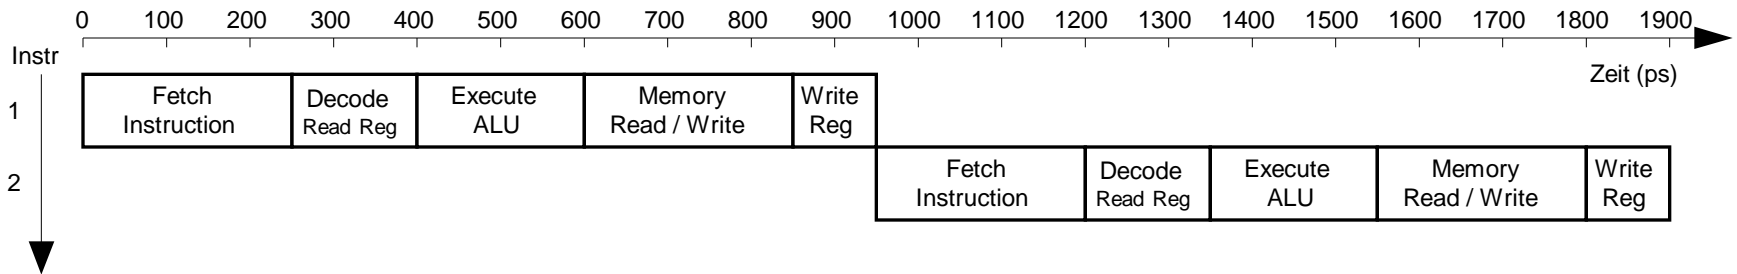 0 100 200 300 400 500 600 700 800 900 1000 1100 1200 1300 1400 1500 1600 1700 1800 1900
Instr
Zeit (ps)
1
Fetch
Instruction
Decode
Read Reg
Execute
ALU
Memory
Read / Write
Write
Reg
2
Fetch
Instruction
Decode
Read Reg
Execute
ALU
Memory
Read / Write
Write
Reg